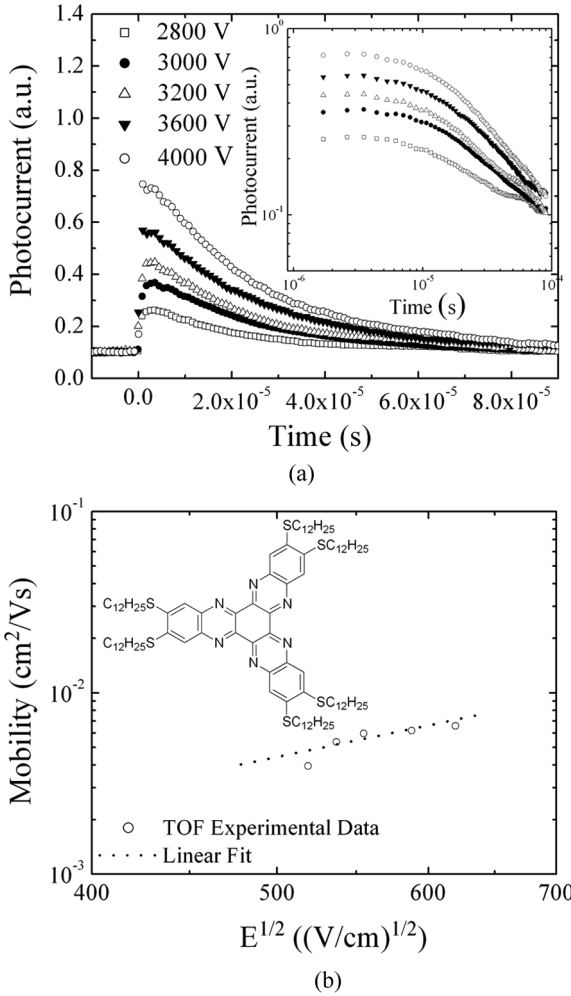 1.4
1.2
1.0
0.8
0.6
0.4
0.2
0.0
Photocurrent (a.u.)
2800 V
3000 V
3200 V
3600 V
4000 V
10^0
10^-1
Photocurrent (a.u.)
10^-6 10^-5 10^-4
Time (s)
0.0 2.0x10^-5 4.0x10^-5 6.0x10^-5 8.0x10^-5
Time (s)
(a)
10^-1
10^-2
10^-3
Mobility (cm^2/Vs)
SC12H25
SC12H25
N N
C12H25S N N
C12H25S N N
SC12H25
SC12H25
TOF Experimental Data
Linear Fit
400 500 600 700
E^1/2 ((V/cm)^1/2)
(b)